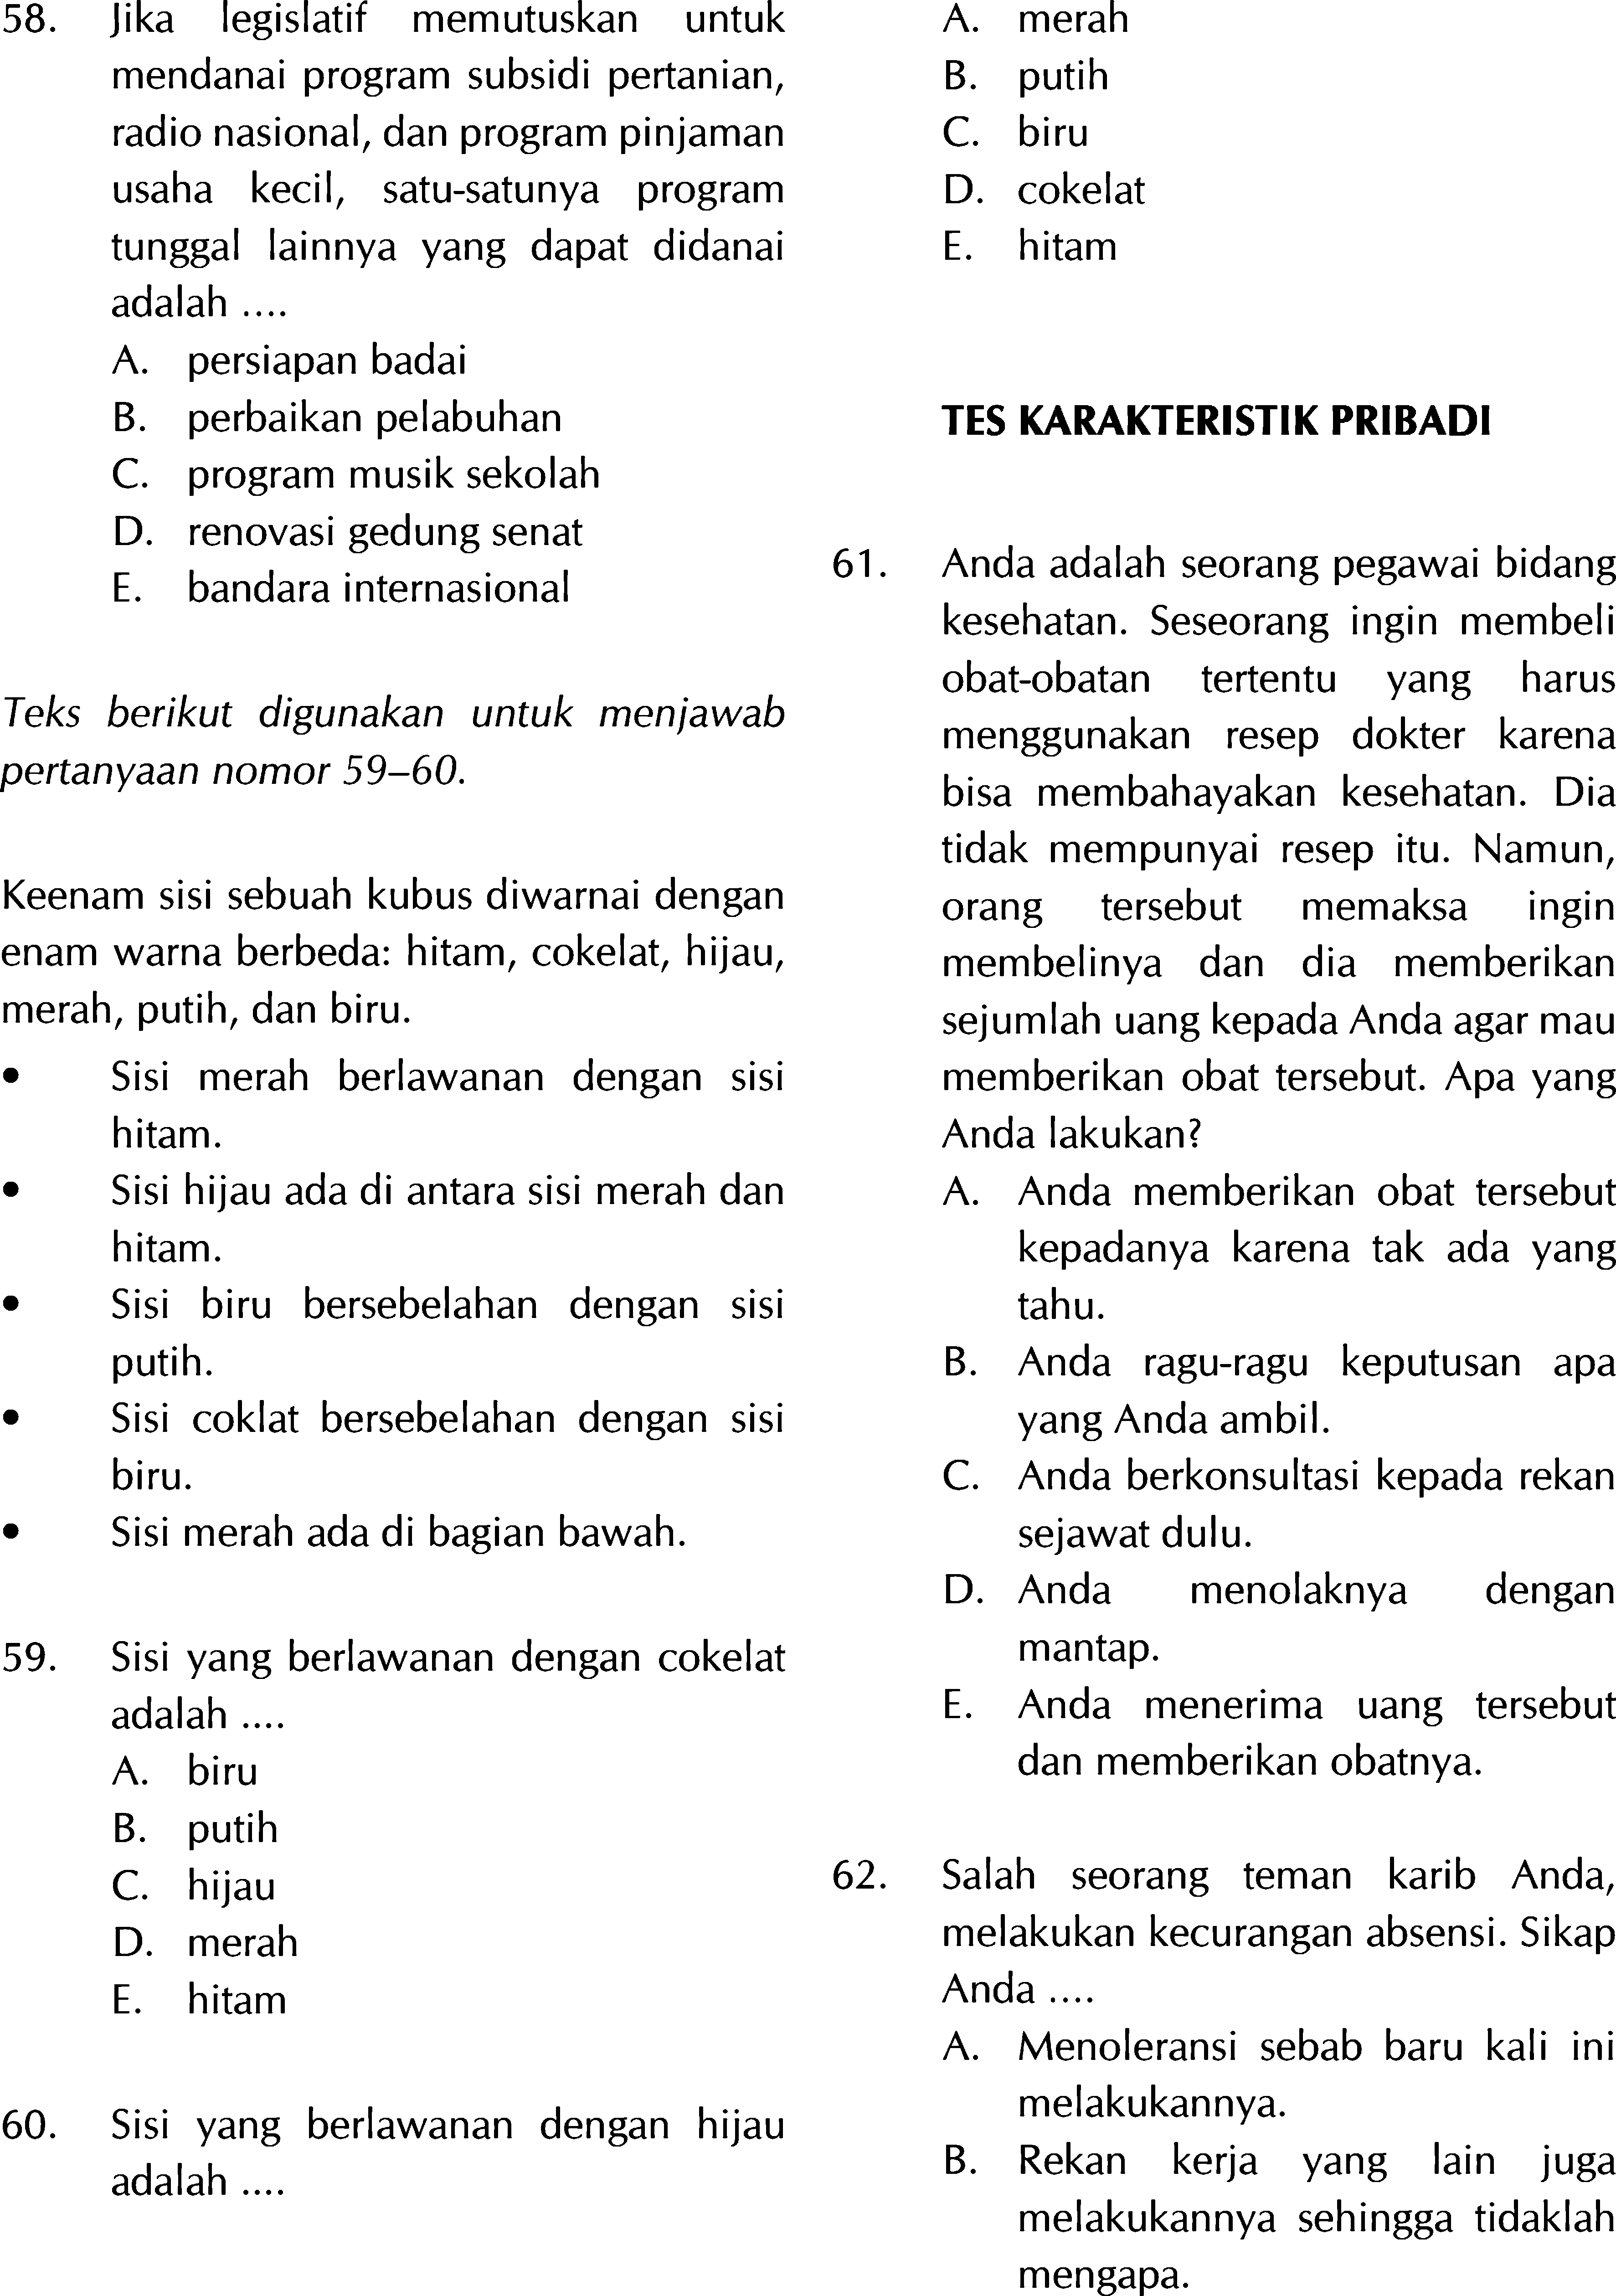 58. Jika legislatif memutuskan untuk
mendanai program subsidi pertanian,
radio nasional, dan program pinjaman
usaha kecil, satu-satunya program
tunggal lainnya yang dapat didanai
adalah ....
A. persiapan badai
B. perbaikan pelabuhan
C. program musik sekolah
D. renovasi gedung senat
E. bandara internasional
Teks berikut digunakan untuk menjawab
pertanyaan nomor 59–60.
Keenam sisi sebuah kubus diwarnai dengan
enam warna berbeda: hitam, cokelat, hijau,
merah, putih, dan biru.
• Sisi merah berlawanan dengan sisi
hitam.
• Sisi hijau ada di antara sisi merah dan
hitam.
• Sisi biru bersebelahan dengan sisi
putih.
• Sisi coklat bersebelahan dengan sisi
biru.
• Sisi merah ada di bagian bawah.
59. Sisi yang berlawanan dengan cokelat
adalah ....
A. biru
B. putih
C. hijau
D. merah
E. hitam
60. Sisi yang berlawanan dengan hijau
adalah ....
A. merah
B. putih
C. biru
D. cokelat
E. hitam
TES KARAKTERISTIK PRIBADI
61. Anda adalah seorang pegawai bidang
kesehatan. Seseorang ingin membeli
obat-obatan tertentu yang harus
menggunakan resep dokter karena
bisa membahayakan kesehatan. Dia
tidak mempunyai resep itu. Namun,
orang tersebut memaksa ingin
membelinya dan dia memberikan
sejumlah uang kepada Anda agar mau
memberikan obat tersebut. Apa yang
Anda lakukan?
A. Anda memberikan obat tersebut
kepadanya karena tak ada yang
tahu.
B. Anda ragu-ragu keputusan apa
yang Anda ambil.
C. Anda berkonsultasi kepada rekan
sejawat dulu.
D. Anda menolaknya dengan
mantap.
E. Anda menerima uang tersebut
dan memberikan obatnya.
62. Salah seorang teman karib Anda,
melakukan kecurangan absensi. Sikap
Anda ....
A. Menoleransi sebab baru kali ini
melakukannya.
B. Rekan kerja yang lain juga
melakukannya sehingga tidaklah
mengapa.